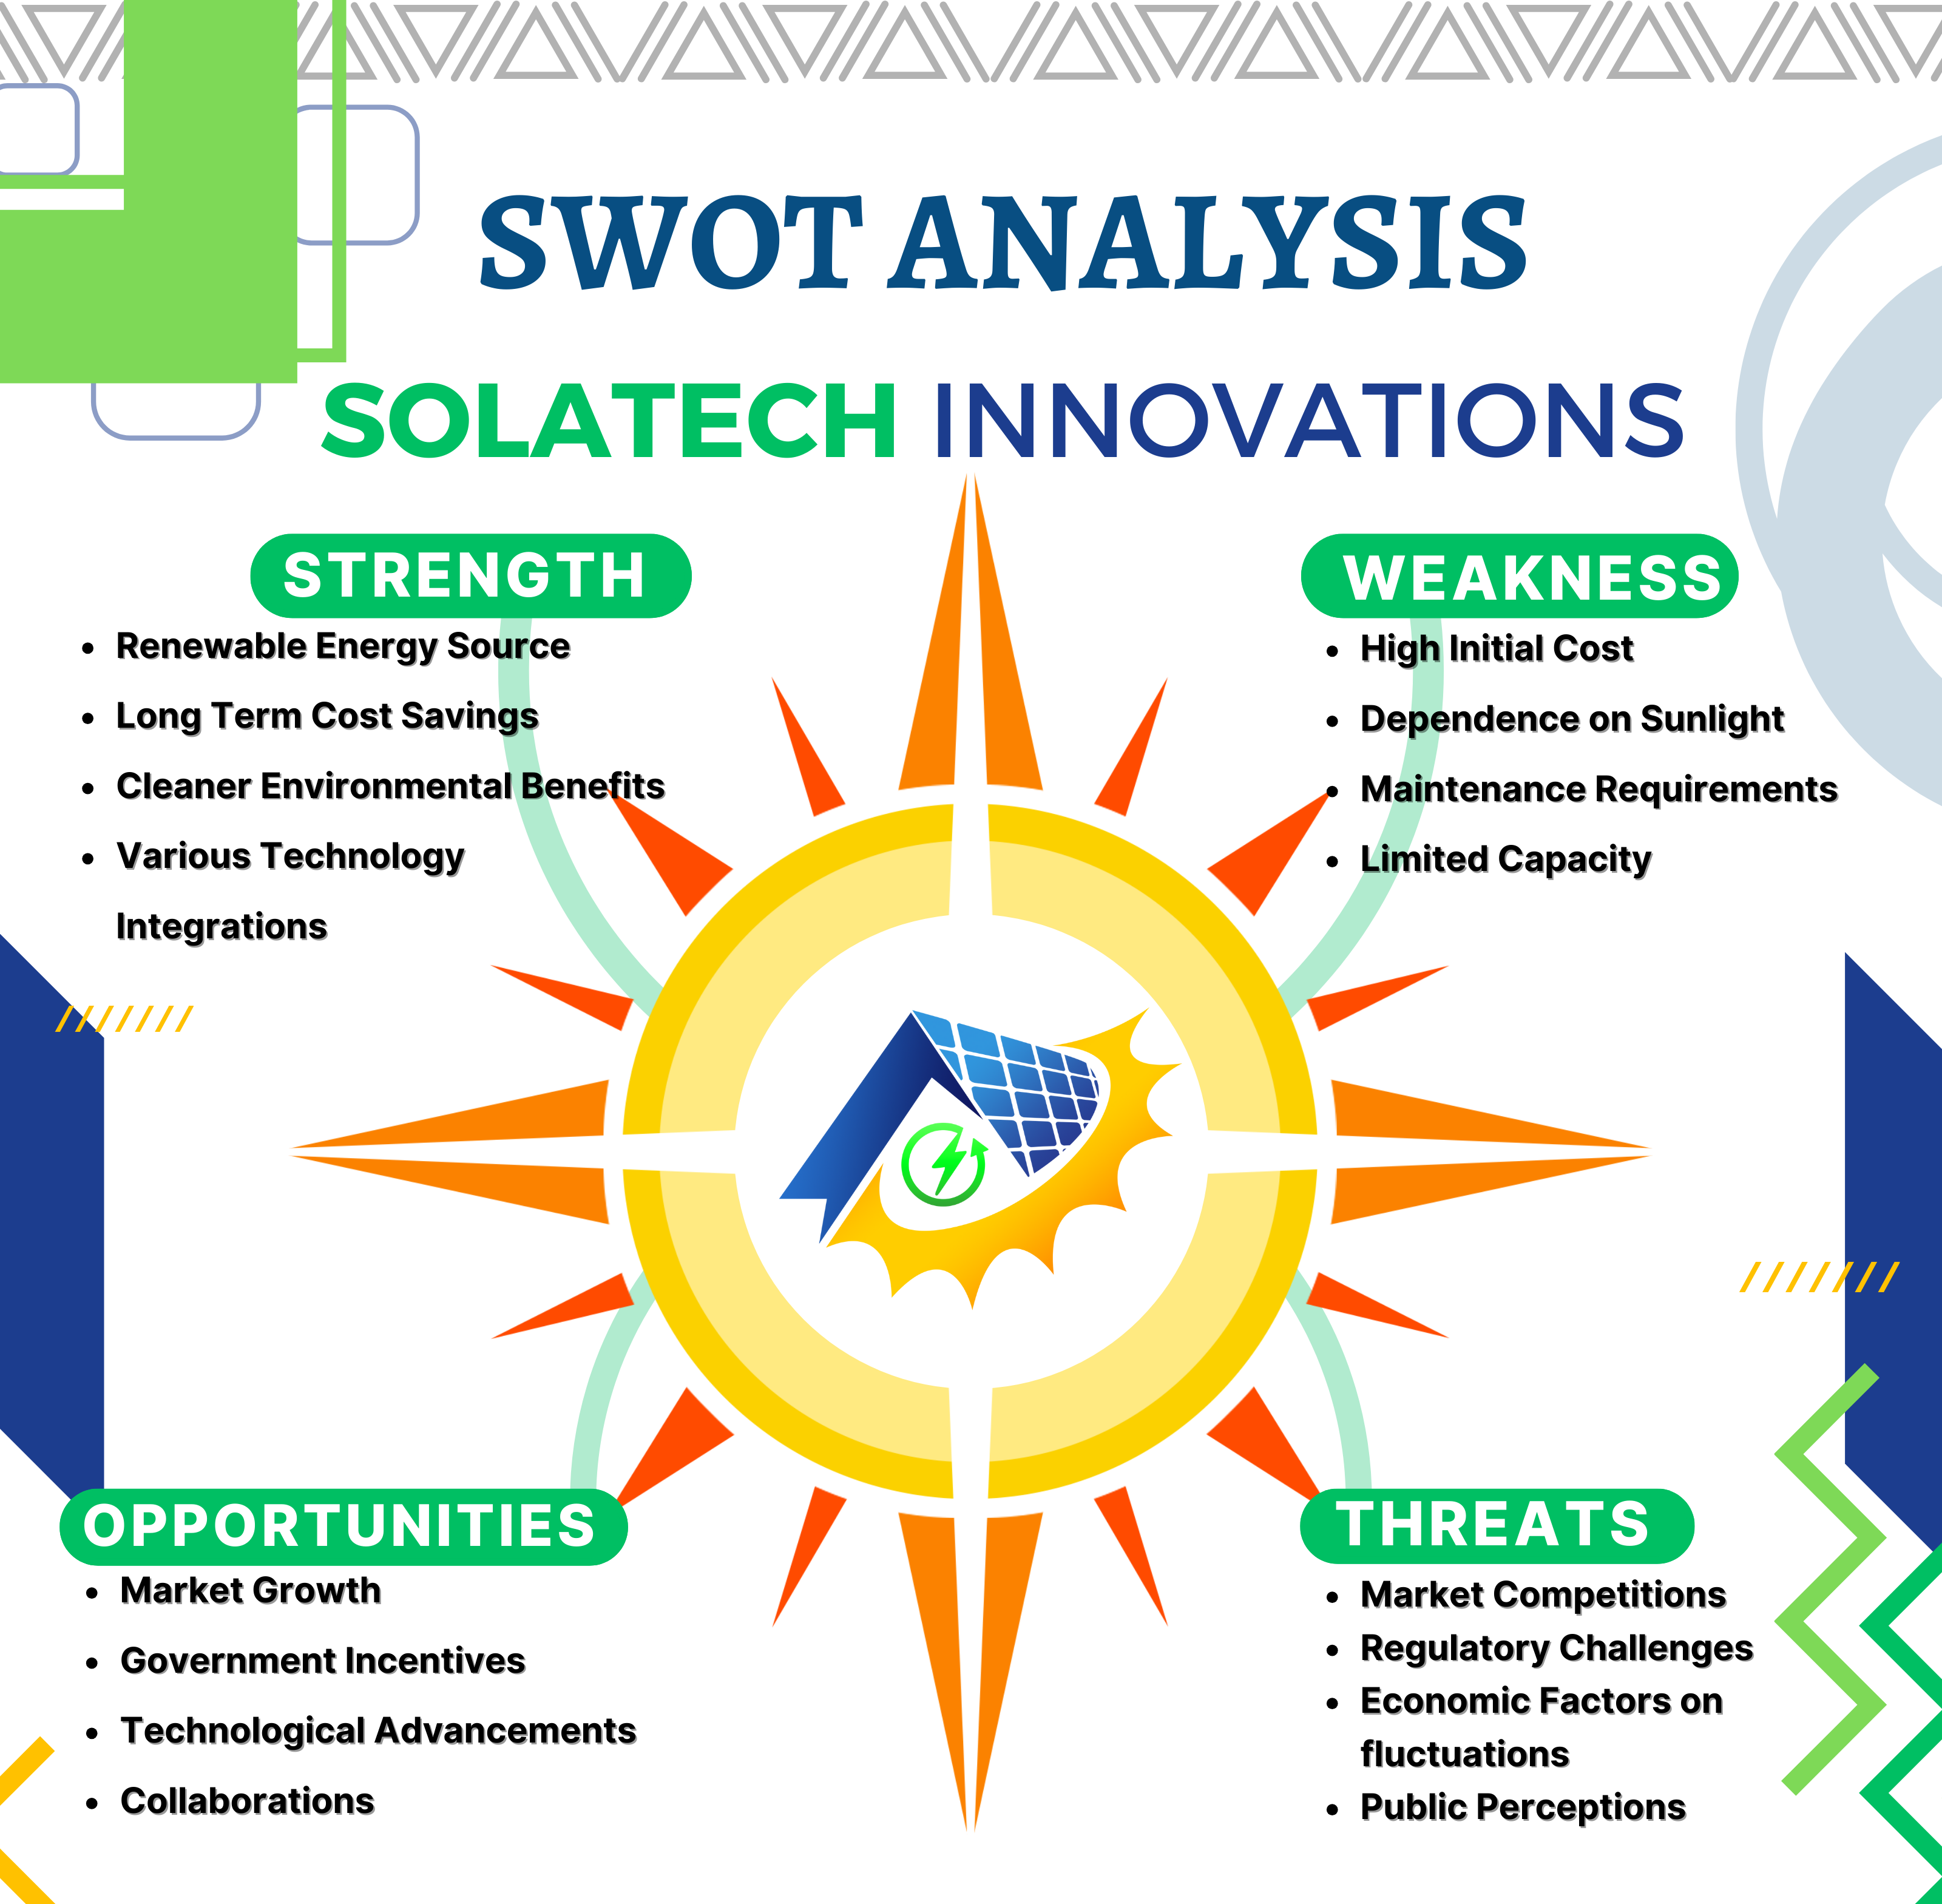 SWOT ANALYSIS
SOLATECH INNOVATIONS
STRENGTH
• Renewable Energy Source
• Long Term Cost Savings
• Cleaner Environmental Benefits
• Various Technology
Integrations
WEAKNESS
• High Initial Cost
• Dependence on Sunlight
• Maintenance Requirements
• Limited Capacity
OPPORTUNITIES
• Market Growth
• Government Incentives
• Technological Advancements
• Collaborations
THREATS
• Market Competitions
• Regulatory Challenges
• Economic Factors on
fluctuations
• Public Perceptions